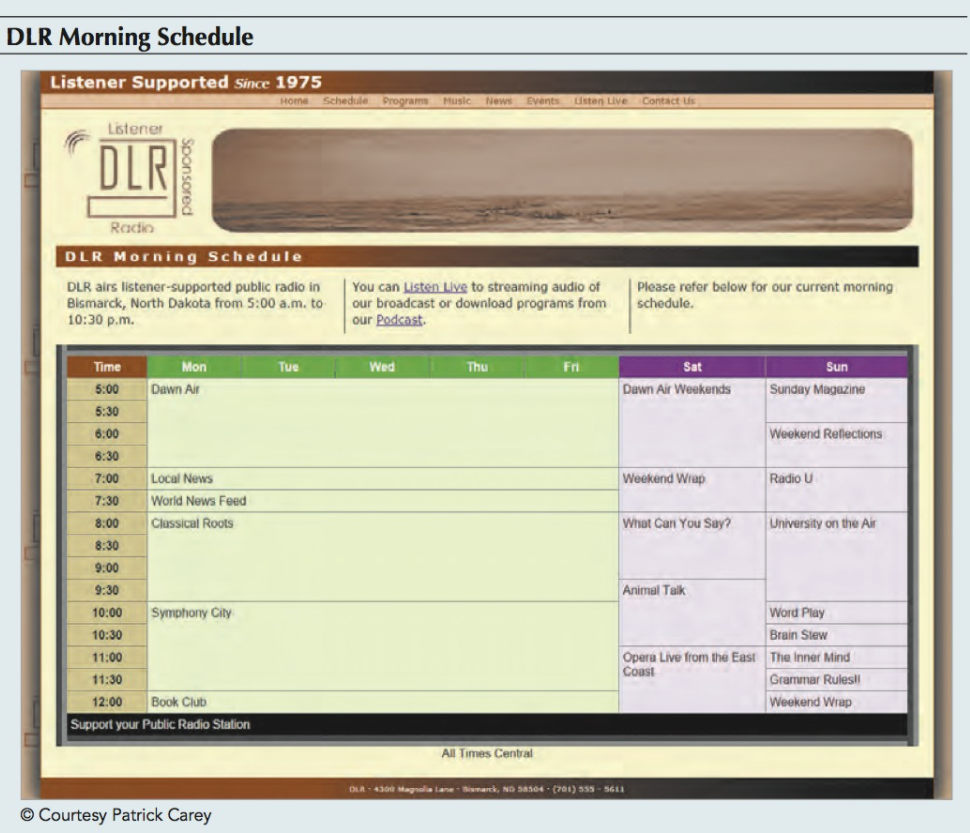 DLR Morning Schedule
Listener Supported Since 1975
Home Schedule Programs Music News Events Listen Live Contact Us
Listener
DLR
Sponsored
Radio
DLR Morning Schedule
DLR airs listener-supported public radio in
Bismarck, North Dakota from 5:00 a.m. to
10:30 p.m.
You can Listen Live to streaming audio of
our broadcast or download programs from
our Podcast.
Please refer below for our current morning
schedule.
Time Mon Tue Wed Thu Fri Sat Sun
5:00 Dawn Air Dawn Air Weekends Sunday Magazine
5:30
6:00 Weekend Reflections
6:30
7:00 Local News Weekend Wrap Radio U
7:30 World News Feed
8:00 Classical Roots What Can You Say? University on the Air
8:30
9:00
9:30 Animal Talk
10:00 Symphony City Word Play
10:30 Brain Stew
11:00 Opera Live from the East The Inner Mind
Coast
11:30 Grammar Rules!!
12:00 Book Club Weekend Wrap
Support your Public Radio Station
All Times Central
DLR - 4300 Magnolia Lane - Bismarck, ND 58504 - (701) 555 - 5611
© Courtesy Patrick Carey